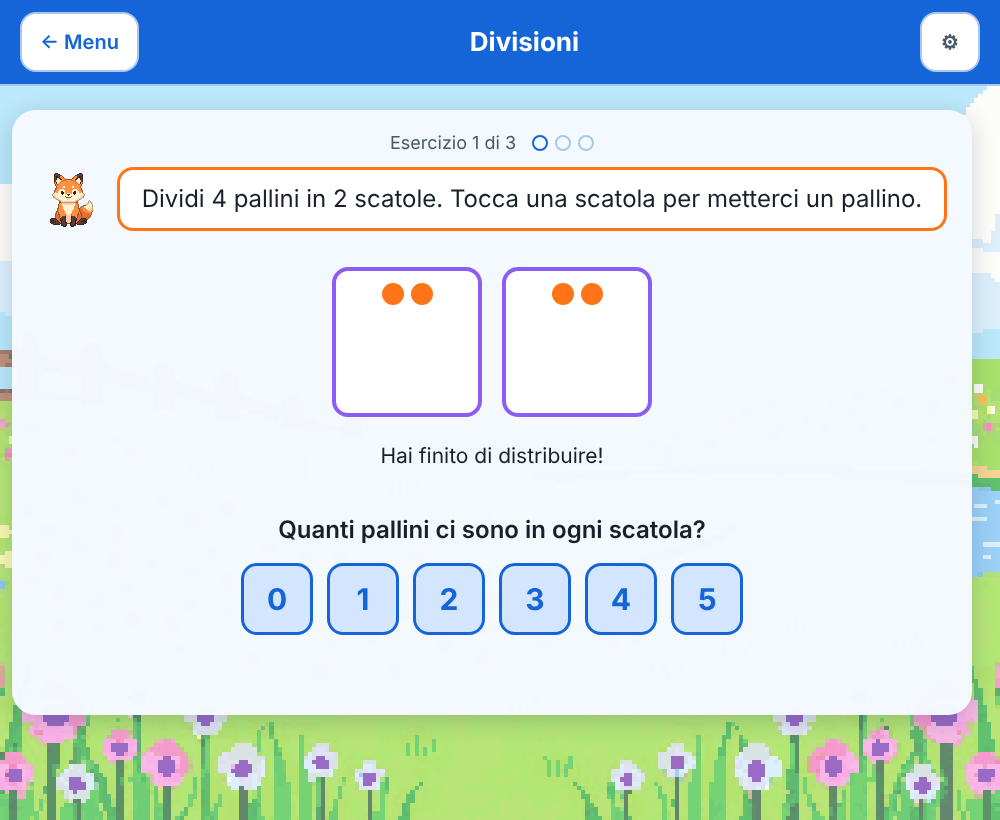 ← Menu
Divisioni
⚙
Esercizio 1 di 3
Dividi 4 pallini in 2 scatole. Tocca una scatola per metterci un pallino.
Hai finito di distribuire!
Quanti pallini ci sono in ogni scatola?
0 1 2 3 4 5